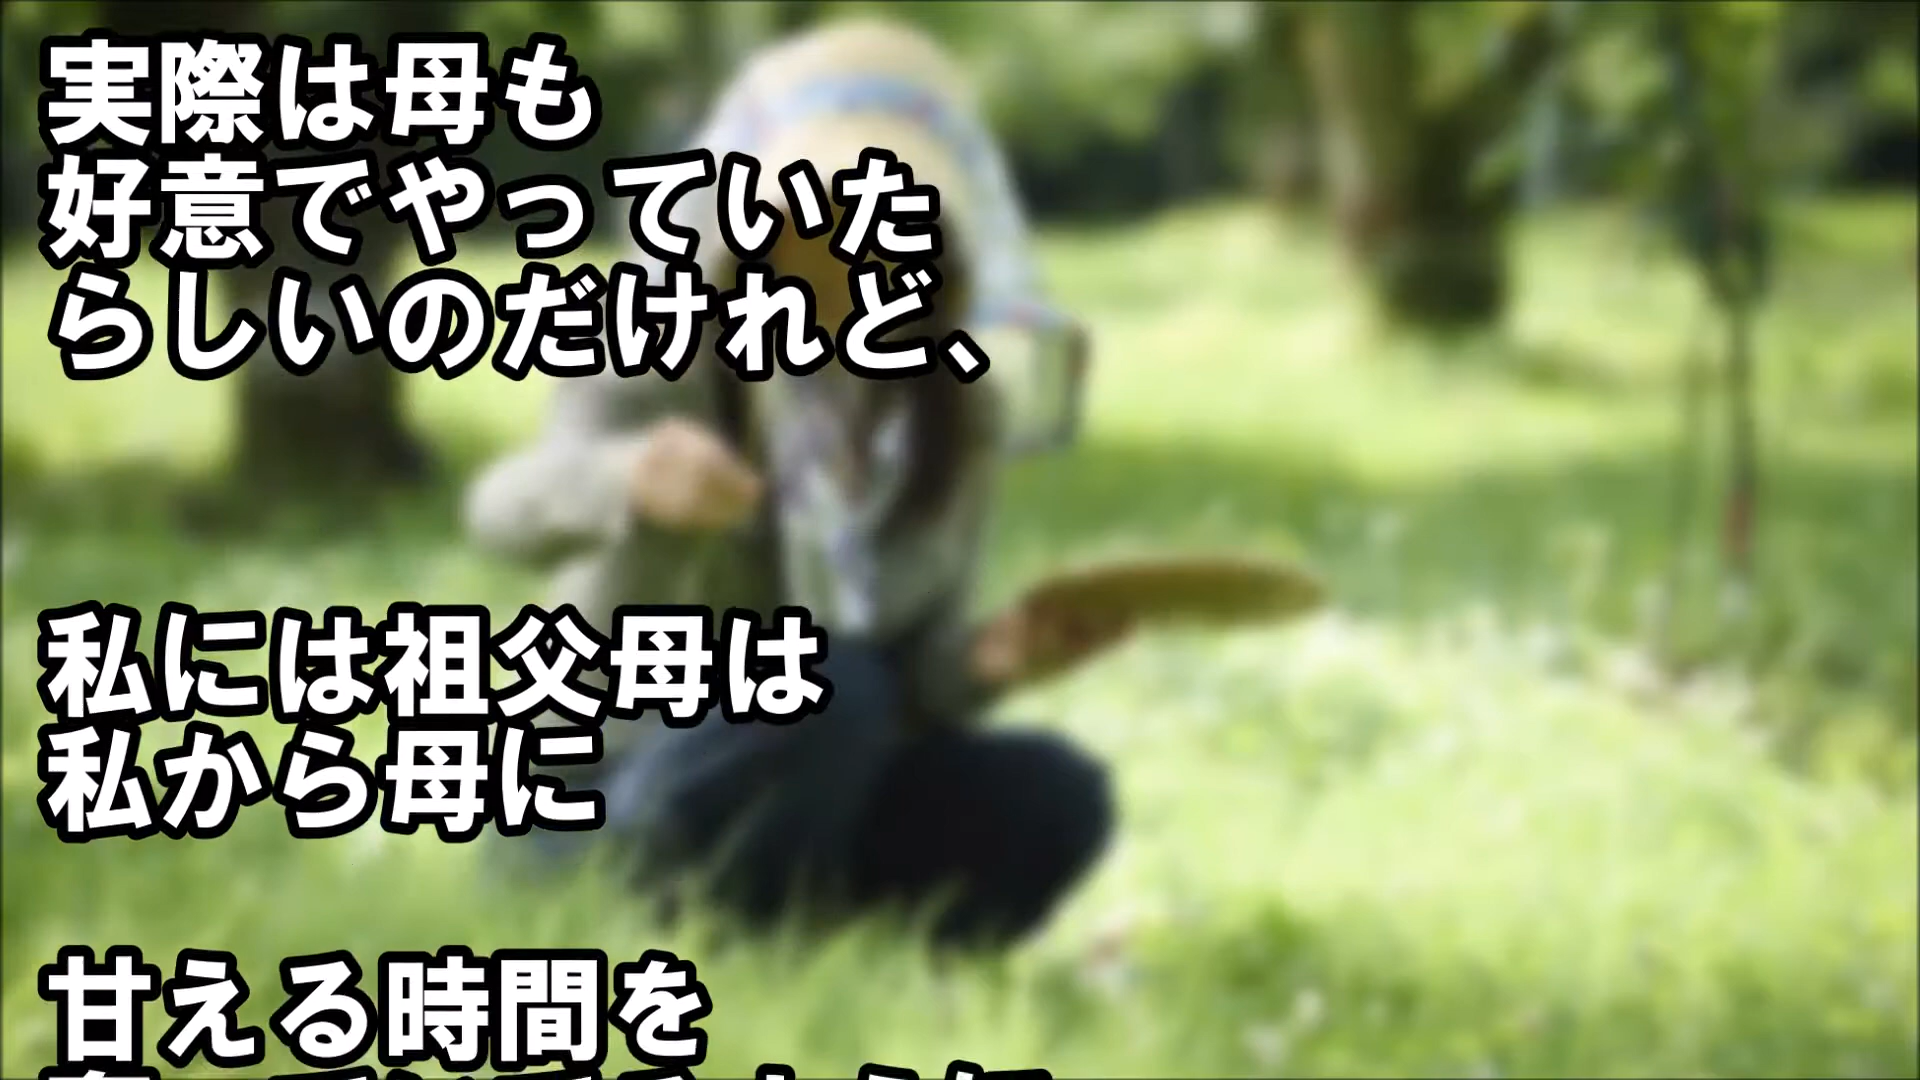 実際は母も
好意でやっていた
らしいのだけれど、
私には祖父母は
私から母に
甘える時間を